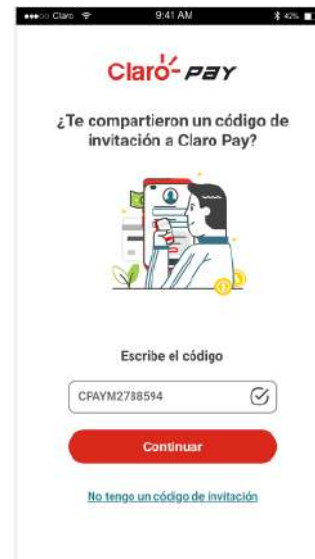 Claro 9:41 AM 42%
Claro- pay
¿Te compartieron un código de
invitación a Claro Pay?
Escribe el código
CPAYM2788594
Continuar
No tengo un código de invitación